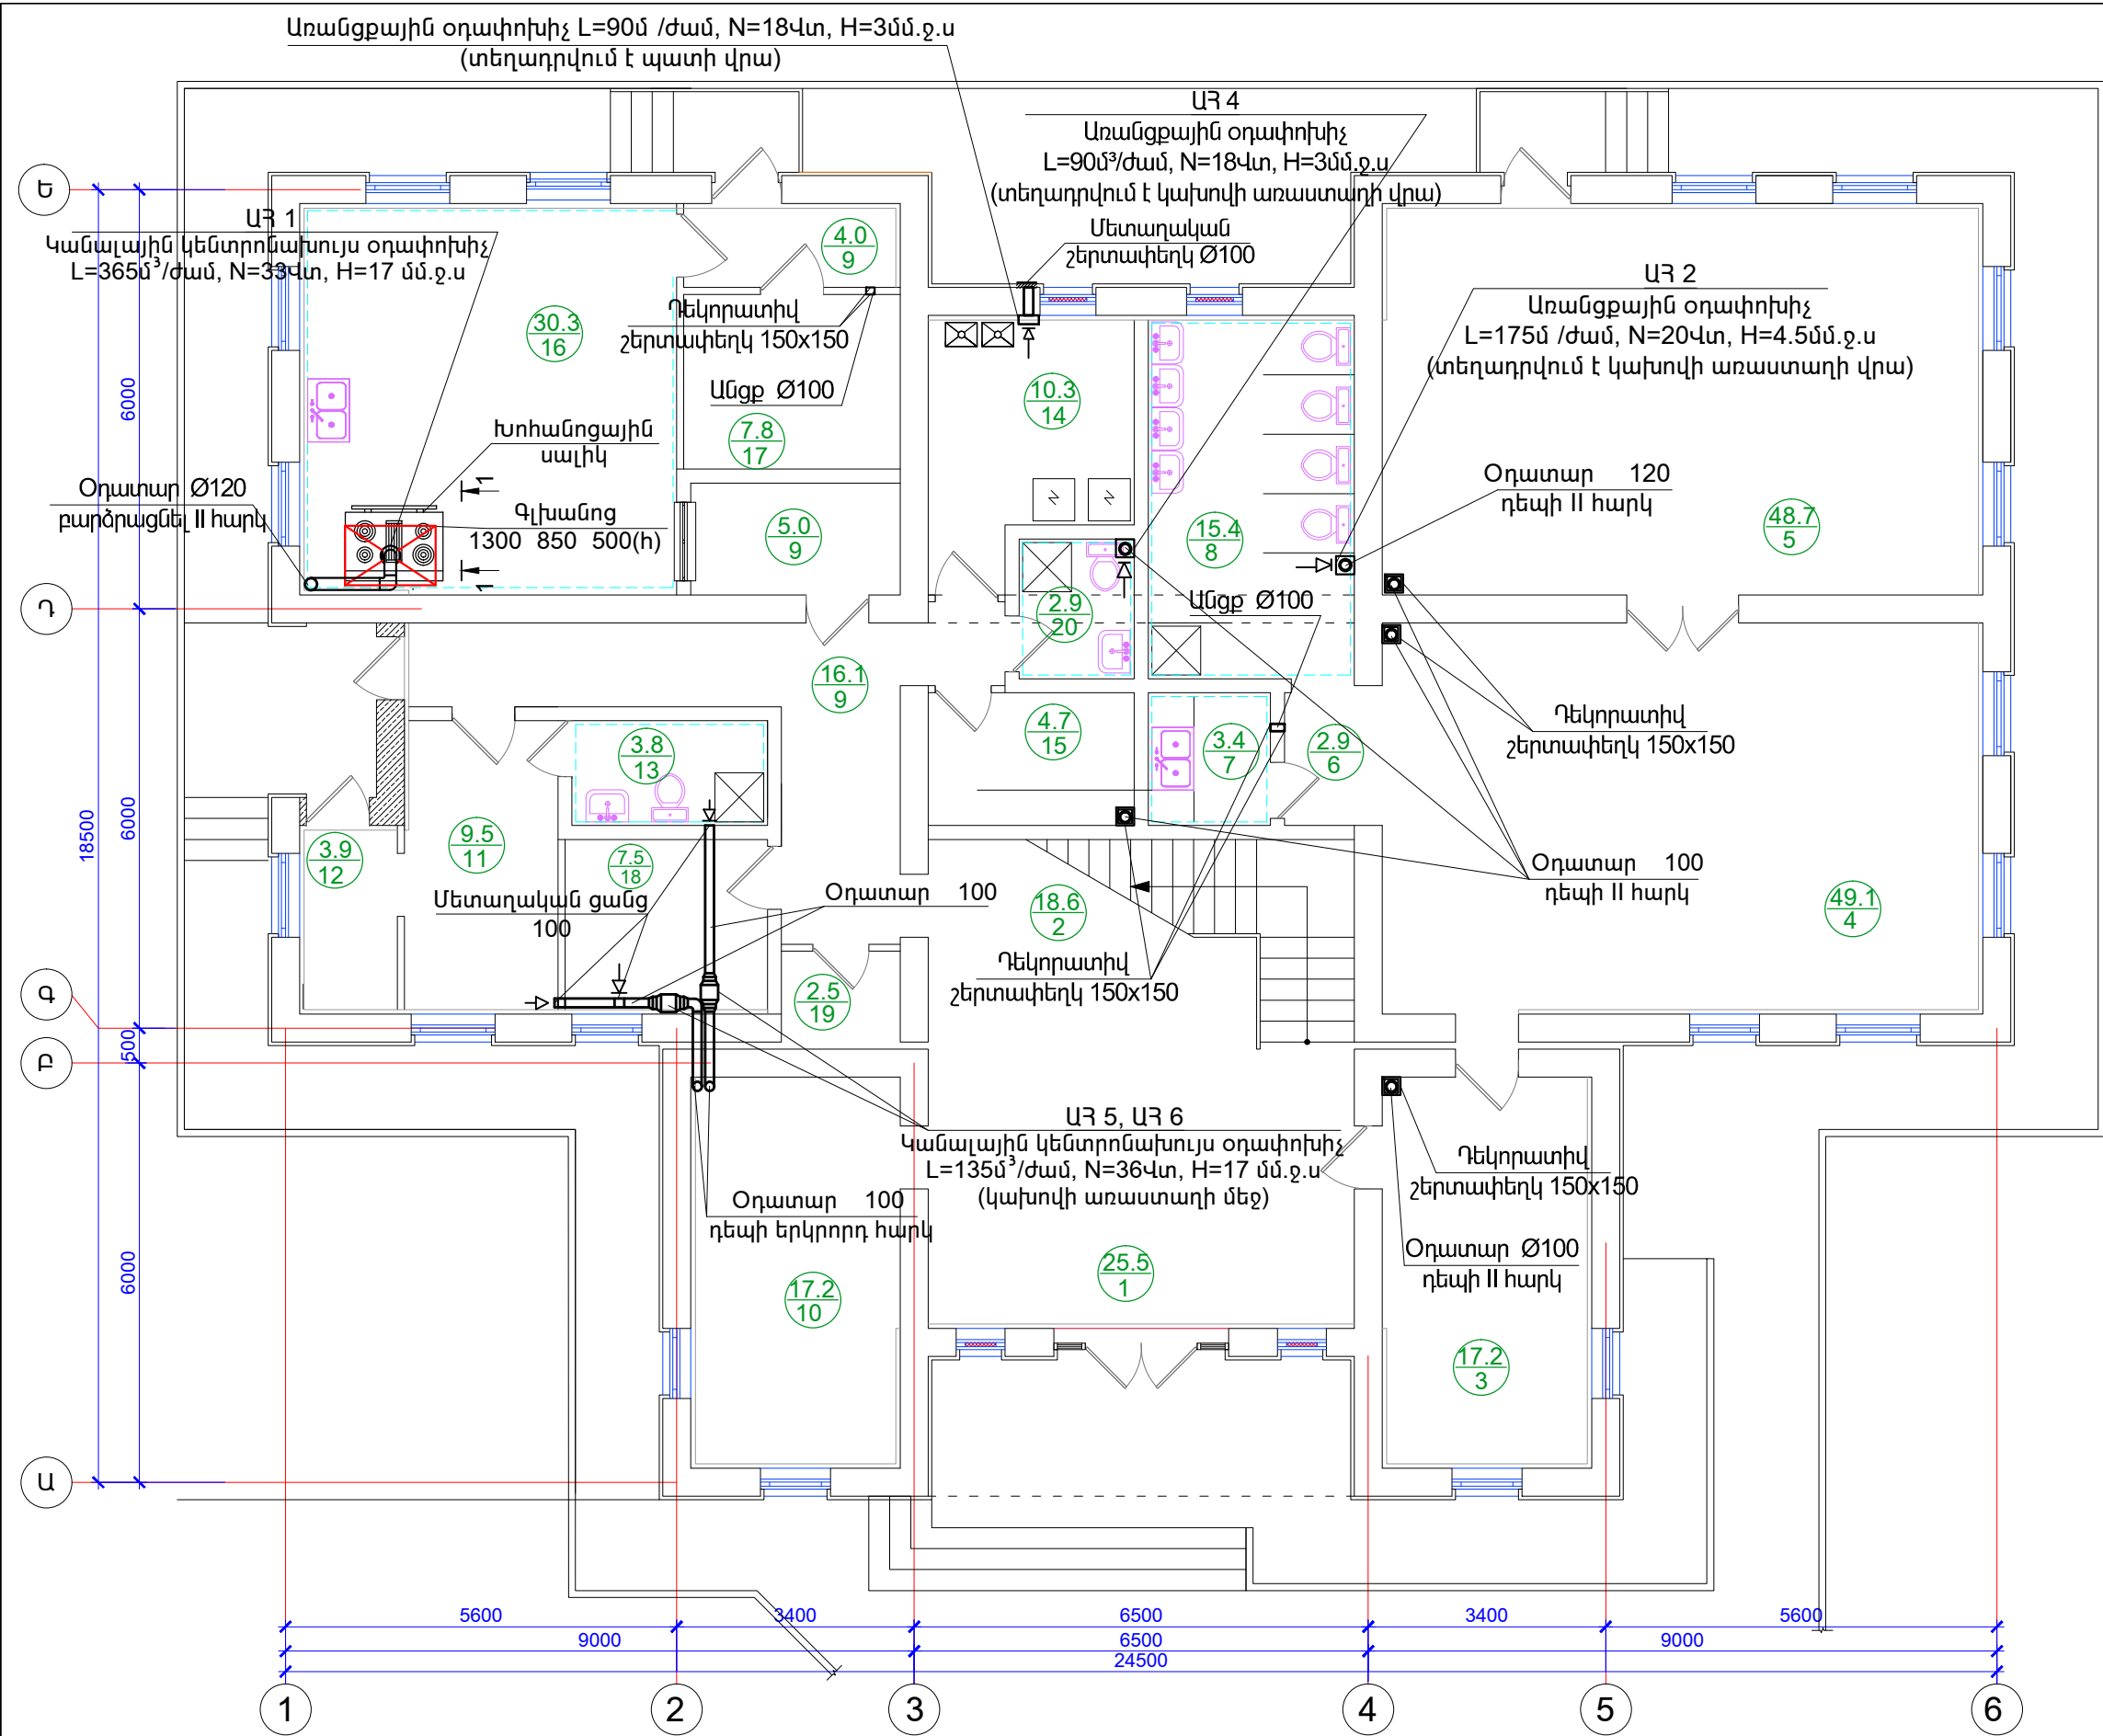 Առանցքային օդափոխիչ L=90մ /ժամ, N=18Վտ, H=3մմ.ջ.ս
(տեղադրվում է պատի վրա)
ԱՅ 4
Առանցքային օդափոխիչ
L=90մ³/ժամ, N=18Վտ, H=3մմ.ջ.ս
(տեղադրվում է կախովի առաստաղի վրա)
Ե
ԱՅ 1
Կանալային կենտրոնախույս օդափոխիչ
L=365մ³/ժամ, N=33Վտ, H=17 մմ.ջ.ս
4.0
9
Մետաղական
շերտափեղկ Ø100
ԱՅ 2
Առանցքային օդափոխիչ
L=175մ /ժամ, N=20Վտ, H=4.5մմ.ջ.ս
(տեղադրվում է կախովի առաստաղի վրա)
30.3
16
Դեկորատիվ
շերտափեղկ 150x150
Անցք Ø100
10.3
14
6000
7.8
17
Խոհանոցային
սալիկ
1
Օդատար Ø120
բարձրացնել II հարկ
Գլխանոց
1300 850 500(h)
1
5.0
9
N
N
15.4
8
Օդատար 120
դեպի II հարկ
48.7
5
Դ
2.9
20
Անցք Ø100
16.1
9
4.7
15
3.4
7
2.9
6
Դեկորատիվ
շերտափեղկ 150x150
3.8
13
18500
6000
3.9
12
9.5
11
7.5
18
Մետաղական ցանց
100
Օդատար 100
18.6
2
Օդատար 100
դեպի II հարկ
49.1
4
Դեկորատիվ
շերտափեղկ 150x150
2.5
19
Գ
500
Բ
ԱՅ 5, ԱՅ 6
Կանալային կենտրոնախույս օդափոխիչ
L=135մ³/ժամ, N=36Վտ, H=17 մմ.ջ.ս
(կախովի առաստաղի մեջ)
Դեկորատիվ
շերտափեղկ 150x150
Օդատար 100
դեպի երկրորդ հարկ
Օդատար Ø100
դեպի II հարկ
6000
17.2
10
25.5
1
17.2
3
Ա
5600 3400 6500 3400 5600
9000 6500 9000
24500
1 2 3 4 5 6